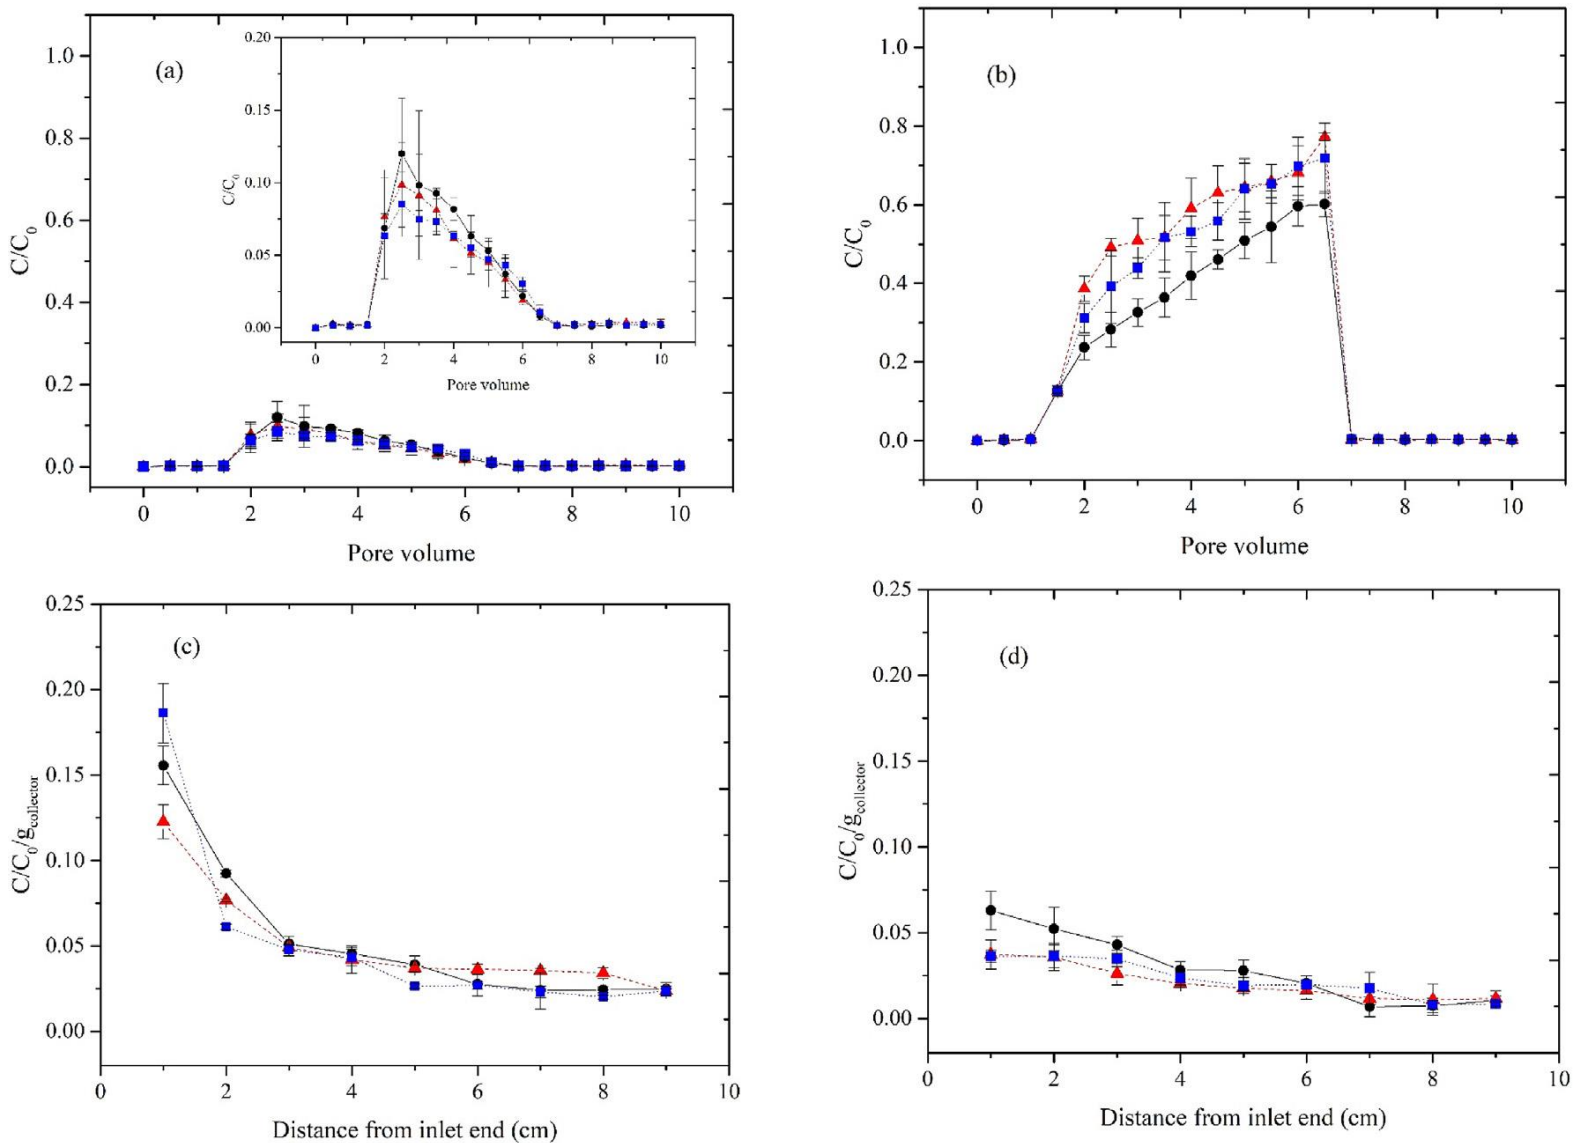 (a)
C/C0
1.0
0.8
0.6
0.4
0.2
0.0
0 2 4 6 8 10
Pore volume
C/C0
0.20
0.15
0.10
0.05
0.00
0 2 4 6 8 10
Pore volume
(b)
C/C0
1.0
0.8
0.6
0.4
0.2
0.0
0 2 4 6 8 10
Pore volume
(c)
C/C0/gcollector
0.25
0.20
0.15
0.10
0.05
0.00
0 2 4 6 8 10
Distance from inlet end (cm)
(d)
C/C0/gcollector
0.25
0.20
0.15
0.10
0.05
0.00
0 2 4 6 8 10
Distance from inlet end (cm)